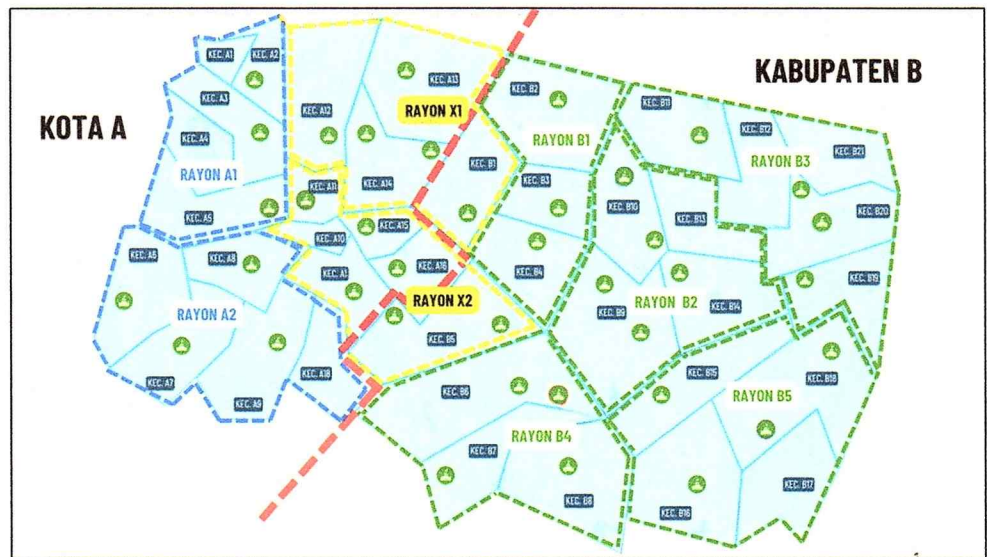 KOTA A
KABUPATEN B
KEC. A1
KEC. A2
KEC. A3
KEC. A4
RAYON A1
KEC. A5
KEC. A6
KEC. A8
RAYON A2
KEC. A7
KEC. A9
KEC. A18
KEC. A12
KEC. A13
RAYON X1
KEC. A11
KEC. A14
KEC. B1
KEC. A10
KEC. A15
KEC. A1
KEC. A16
RAYON X2
KEC. B5
KEC. B2
RAYON B1
KEC. B3
KEC. B4
KEC. B11
KEC. B12
RAYON B3
KEC. B21
KEC. B20
KEC. B19
KEC. B10
KEC. B13
RAYON B2
KEC. B9
KEC. B14
KEC. B6
RAYON B4
KEC. B7
KEC. B8
KEC. B15
KEC. B18
RAYON B5
KEC. B17
KEC. B16